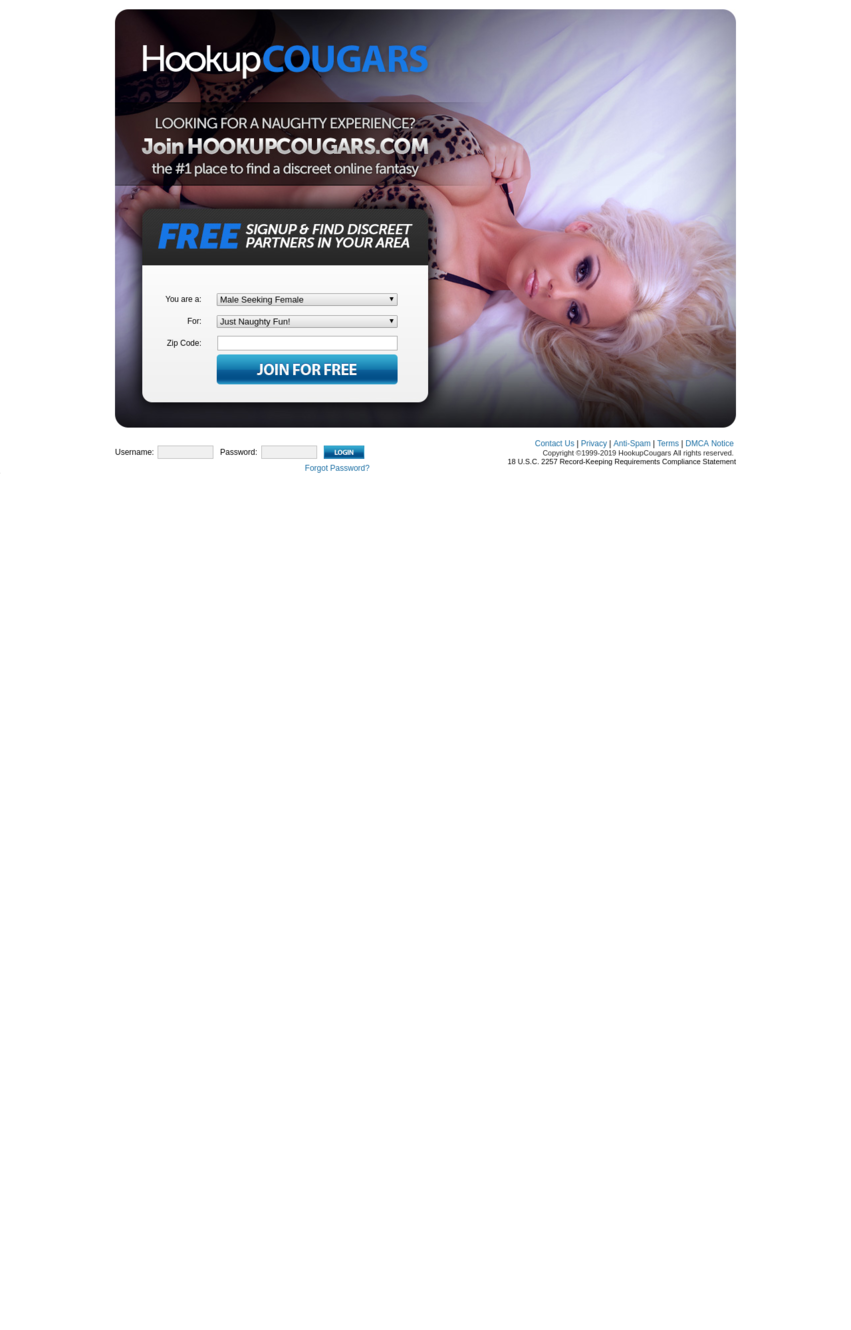 HookupCOUGARS
LOOKING FOR A NAUGHTY EXPERIENCE?
Join HOOKUPCOUGARS.COM
the #1 place to find a discreet online fantasy
FREE SIGNUP & FIND DISCREET
PARTNERS IN YOUR AREA
You are a: Male Seeking Female
For: Just Naughty Fun!
Zip Code:
JOIN FOR FREE
Username: Password: LOGIN
Forgot Password?
Contact Us | Privacy | Anti-Spam | Terms | DMCA Notice
Copyright ©1999-2019 HookupCougars All rights reserved.
18 U.S.C. 2257 Record-Keeping Requirements Compliance Statement